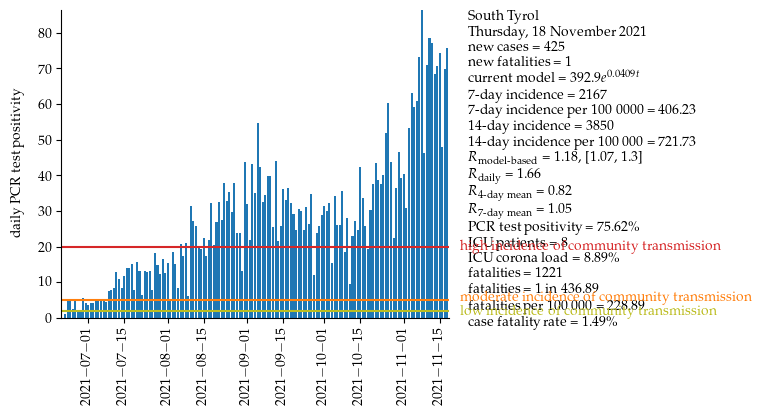 South Tyrol
Thursday, 18 November 2021
new cases = 425
new fatalities = 1
current model = 392.9e^0.0409t
7-day incidence = 2167
7-day incidence per 100 0000 = 406.23
14-day incidence = 3850
14-day incidence per 100 000 = 721.73
R model-based = 1.18, [1.07, 1.3]
R daily = 1.66
R 4-day mean = 0.82
R 7-day mean = 1.05
PCR test positivity = 75.62%
ICU patients = 8
high incidence of community transmission
ICU corona load = 8.89%
fatalities = 1221
fatalities = 1 in 436.89
moderate incidence of community transmission
fatalities per 100 000 = 228.89
low incidence of community transmission
case fatality rate = 1.49%
daily PCR test positivity
80
70
60
50
40
30
20
10
0
2021−07−01
2021−07−15
2021−08−01
2021−08−15
2021−09−01
2021−09−15
2021−10−01
2021−10−15
2021−11−01
2021−11−15